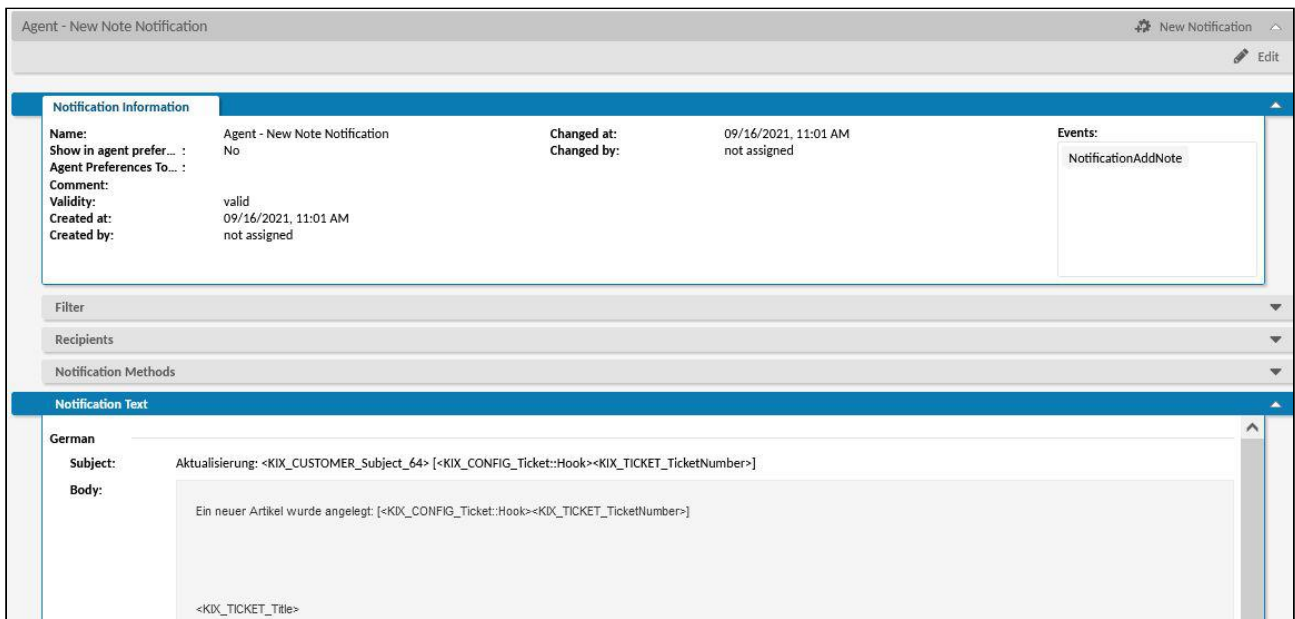 Agent - New Note Notification
New Notification
Edit
Notification Information
Name: Agent - New Note Notification Changed at: 09/16/2021, 11:01 AM Events:
Show in agent prefer... : No Changed by: not assigned NotificationAddNote
Agent Preferences To... :
Comment:
Validity: valid
Created at: 09/16/2021, 11:01 AM
Created by: not assigned
Filter
Recipients
Notification Methods
Notification Text
German
Subject: Aktualisierung: <KIX_CUSTOMER_Subject_64> [<KIX_CONFIG_Ticket::Hook><KIX_TICKET_TicketNumber>]
Body:
Ein neuer Artikel wurde angelegt: [<KIX_CONFIG_Ticket::Hook><KIX_TICKET_TicketNumber>]
<KIX_TICKET_Title>